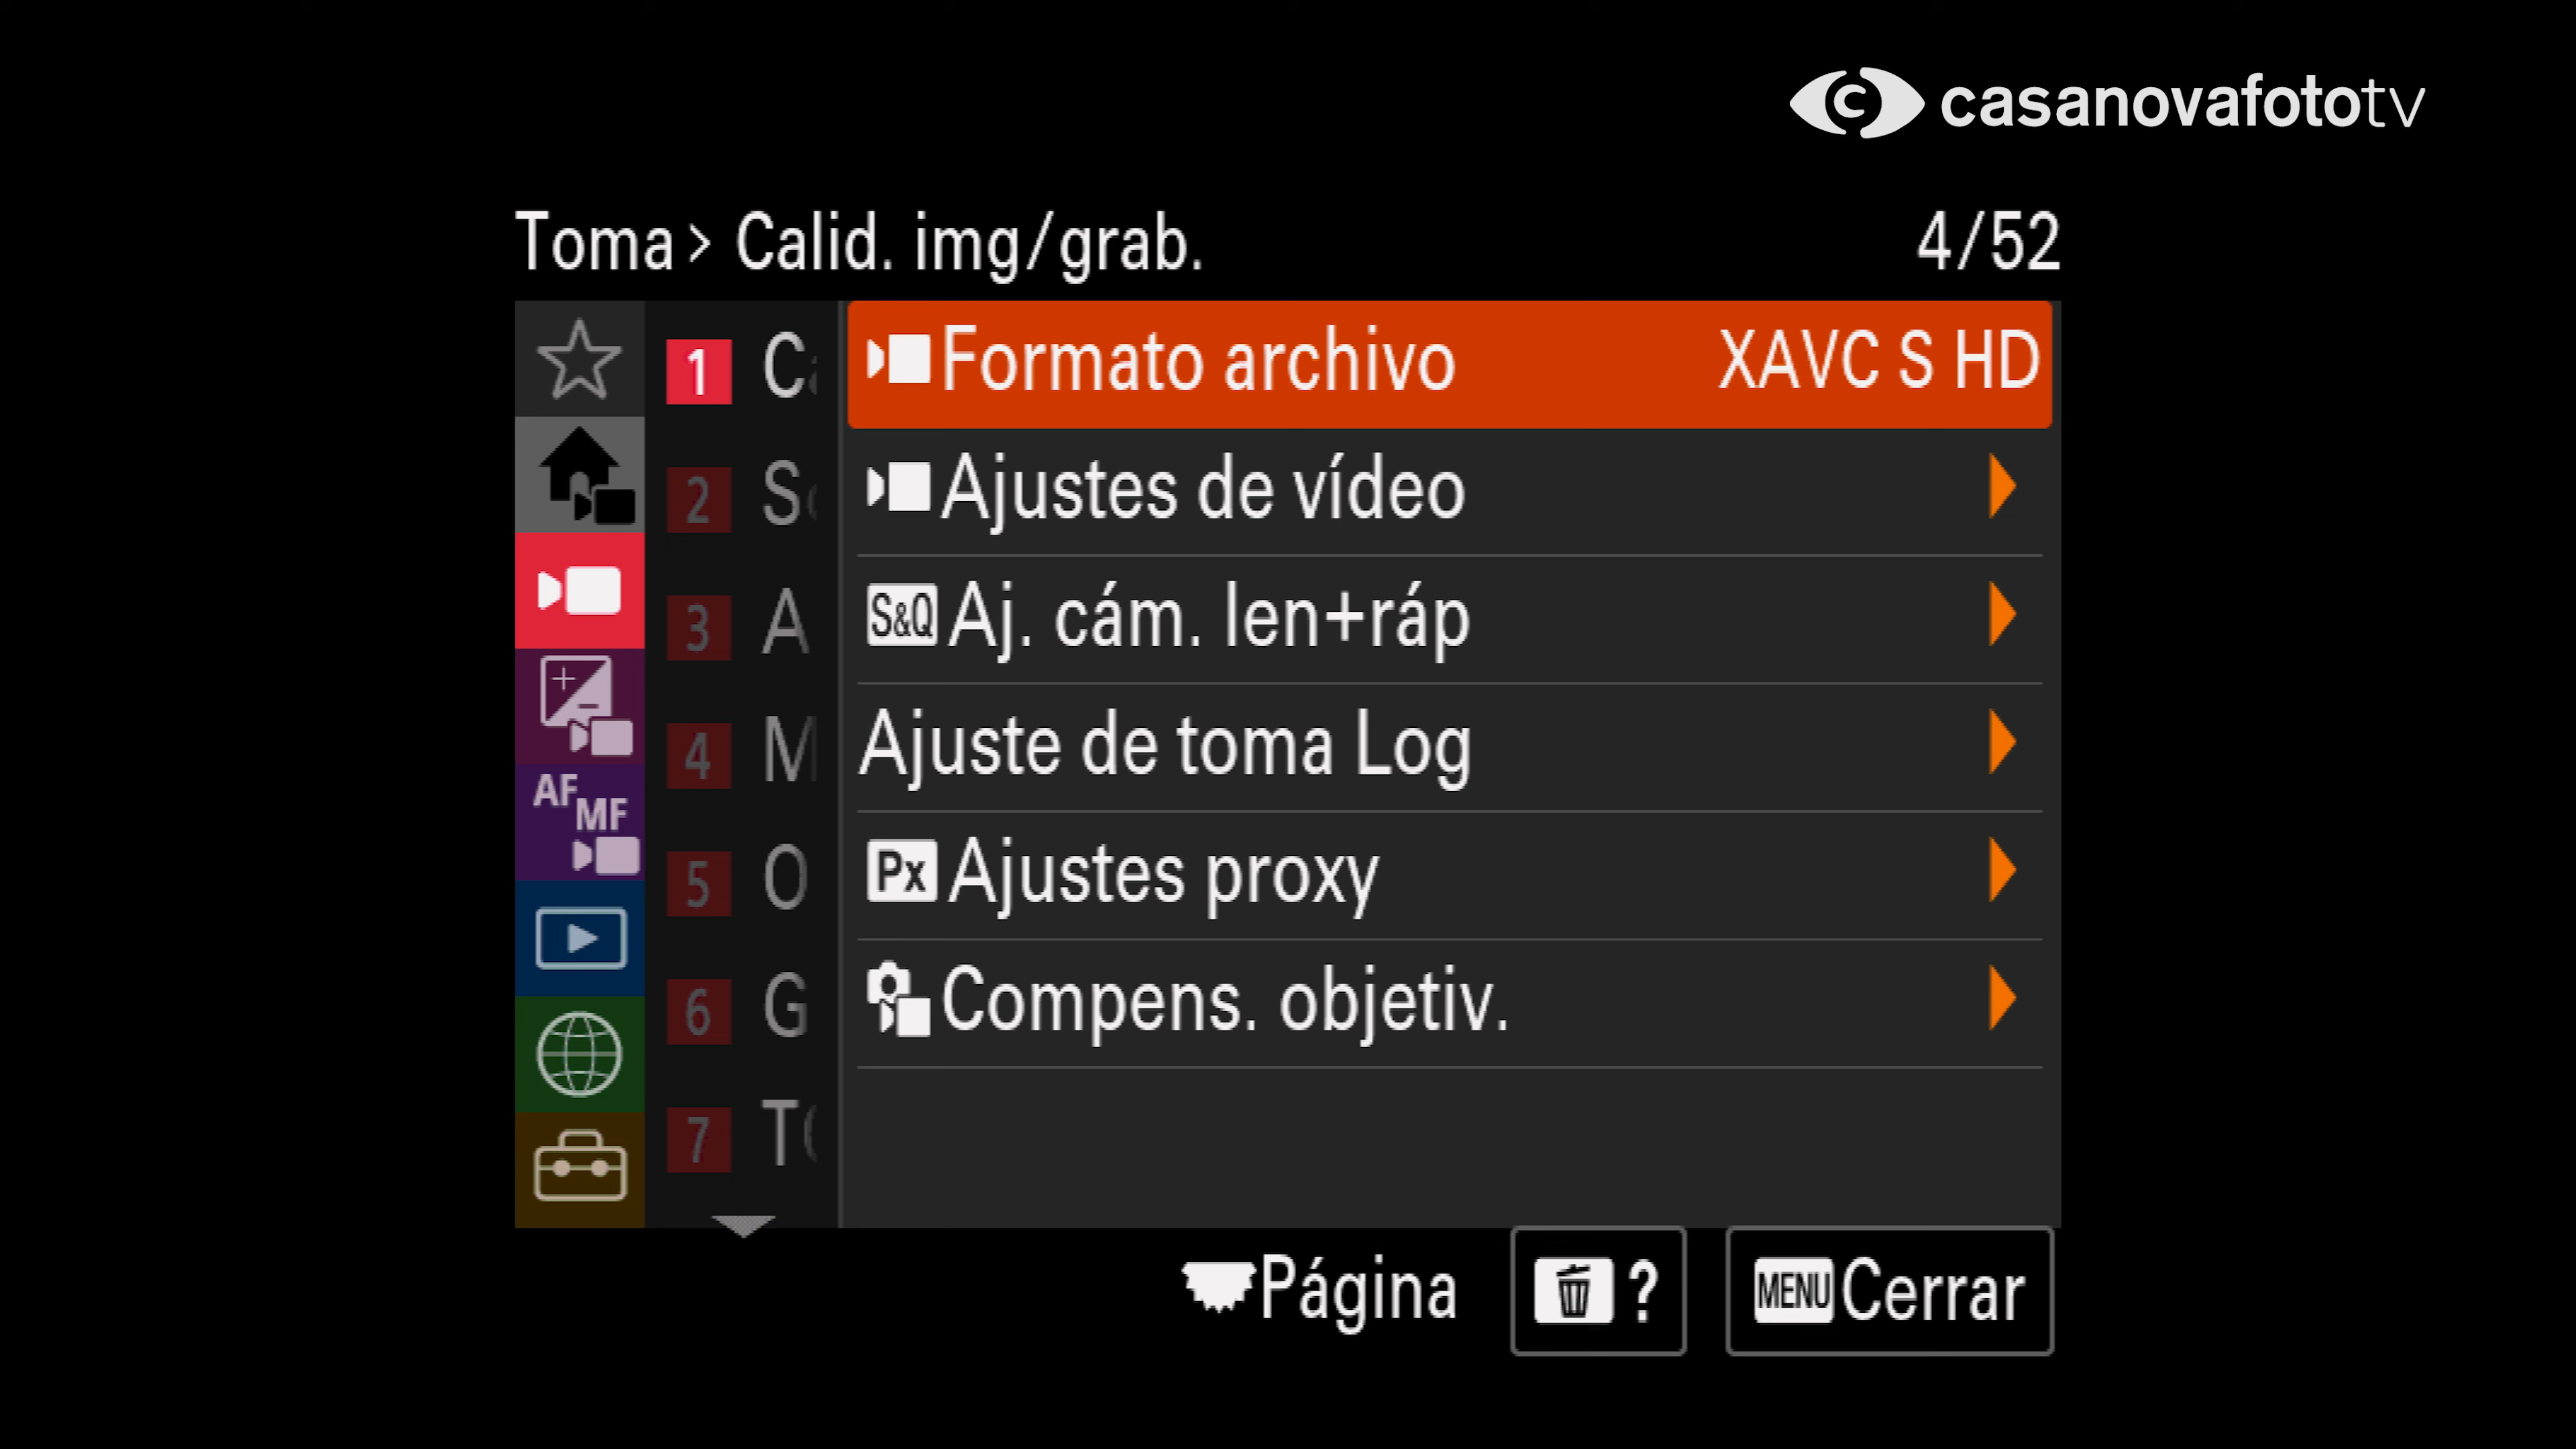 casanovafototv
Toma> Calid. img/grab. 4/52
1
2
3 A
4 M
5 O
6 G
7
Formato archivo XAVC S HD
Ajustes de vídeo
S&Q Aj. cám. len+ráp
Ajuste de toma Log
Px Ajustes proxy
Compens. objetiv.
AF MF
Página
?
MENU Cerrar